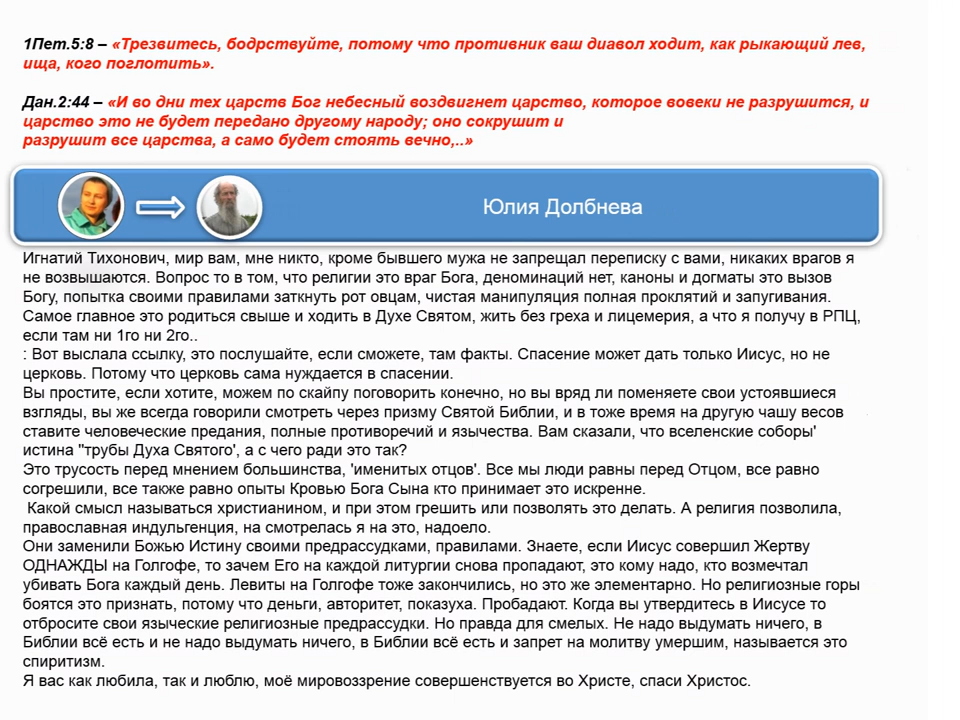 1Пет.5:8 – «Трезвитесь, бодрствуйте, потому что противник ваш диавол ходит, как рыкающий лев,
ища, кого поглотить».
Дан.2:44 – «И во дни тех царств Бог небесный воздвигнет царство, которое вовеки не разрушится, и
царство это не будет передано другому народу; оно сокрушит и
разрушит все царства, а само будет стоять вечно,..»
Юлия Долбнева
Игнатий Тихонович, мир вам, мне никто, кроме бывшего мужа не запрещал переписку с вами, никаких врагов я
не возвышаются. Вопрос то в том, что религии это враг Бога, деноминаций нет, каноны и догматы это вызов
Богу, попытка своими правилами заткнуть рот овцам, чистая манипуляция полная проклятий и запугивания.
Самое главное это родиться свыше и ходить в Духе Святом, жить без греха и лицемерия, а что я получу в РПЦ,
если там ни 1го ни 2го..
: Вот выслала ссылку, это послушайте, если сможете, там факты. Спасение может дать только Иисус, но не
церковь. Потому что церковь сама нуждается в спасении.
Вы простите, если хотите, можем по скайпу поговорить конечно, но вы вряд ли поменяете свои устоявшиеся
взгляды, вы же всегда говорили смотреть через призму Святой Библии, и в тоже время на другую чашу весов
ставите человеческие предания, полные противоречий и язычества. Вам сказали, что вселенские соборы'
истина "трубы Духа Святого', а с чего ради это так?
Это трусость перед мнением большинства, 'именитых отцов'. Все мы люди равны перед Отцом, все равно
согрешили, все также равно опыты Кровью Бога Сына кто принимает это искренне.
Какой смысл называться христианином, и при этом грешить или позволять это делать. А религия позволила,
православная индульгенция, на смотрелась я на это, надоело.
Они заменили Божью Истину своими предрассудками, правилами. Знаете, если Иисус совершил Жертву
ОДНАЖДЫ на Голгофе, то зачем Его на каждой литургии снова пропадают, это кому надо, кто возмечтал
убивать Бога каждый день. Левиты на Голгофе тоже закончились, но это же элементарно. Но религиозные горы
боятся это признать, потому что деньги, авторитет, показуха. Пробадают. Когда вы утвердитесь в Иисусе то
отбросите свои языческие религиозные предрассудки. Но правда для смелых. Не надо выдумать ничего, в
Библии всё есть и не надо выдумать ничего, в Библии всё есть и запрет на молитву умершим, называется это
спиритизм.
Я вас как любила, так и люблю, моё мировоззрение совершенствуется во Христе, спаси Христос.